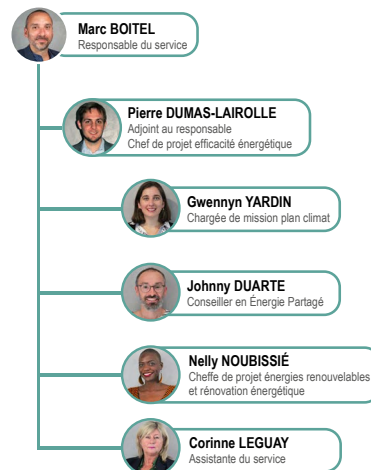 Marc BOITEL
Responsable du service
Pierre DUMAS-LAIROLLE
Adjoint au responsable
Chef de projet efficacité énergétique
Gwennyn YARDIN
Chargée de mission plan climat
Johnny DUARTE
Conseiller en Énergie Partagé
Nelly NOUBISSIÉ
Cheffe de projet énergies renouvelables
et rénovation énergétique
Corinne LEGUAY
Assistante du service